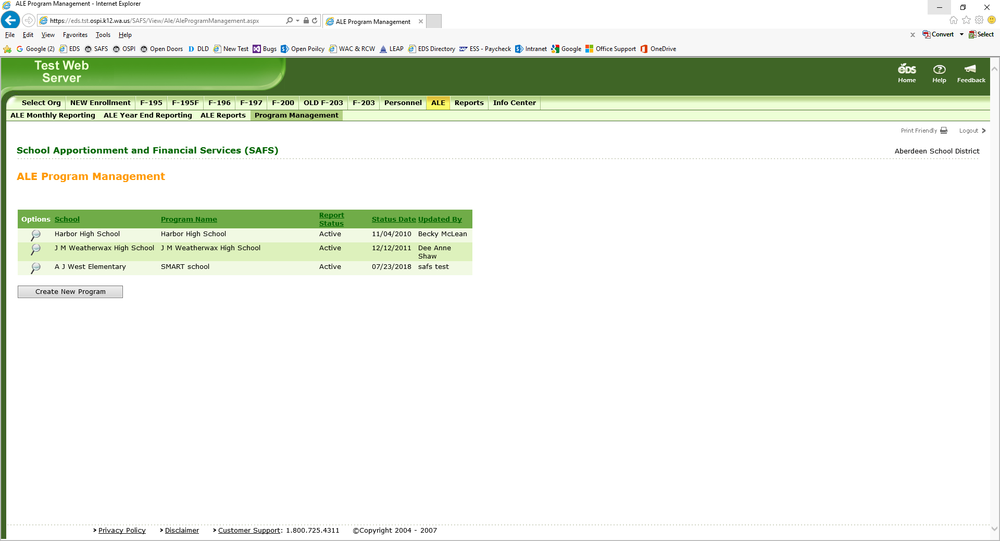 ALE Program Management - Internet Explorer
https://eds.tst.ospi.k12.wa.us/SAFS/View/Ale/AleProgramManagement.aspx
ALE Program Management
File Edit View Favorites Tools Help
Convert Select
Google (2) EDS SAFS OSPI Open Doors DLD New Test Bugs Open Poilcy WAC & RCW LEAP EDS Directory ESS - Paycheck Intranet Google Office Support OneDrive
Test Web
Server
eds
Home Help Feedback
Select Org NEW Enrollment F-195 F-195F F-196 F-197 F-200 OLD F-203 F-203 Personnel ALE Reports Info Center
ALE Monthly Reporting ALE Year End Reporting ALE Reports Program Management
Print Friendly Logout
School Apportionment and Financial Services (SAFS)
Aberdeen School District
ALE Program Management
Options School Program Name Report Status Status Date Updated By
Harbor High School Harbor High School Active 11/04/2010 Becky McLean
J M Weatherwax High School J M Weatherwax High School Active 12/12/2011 Dee Anne Shaw
A J West Elementary SMART school Active 07/23/2018 safs test
Create New Program
Privacy Policy Disclaimer Customer Support: 1.800.725.4311 ©Copyright 2004 - 2007